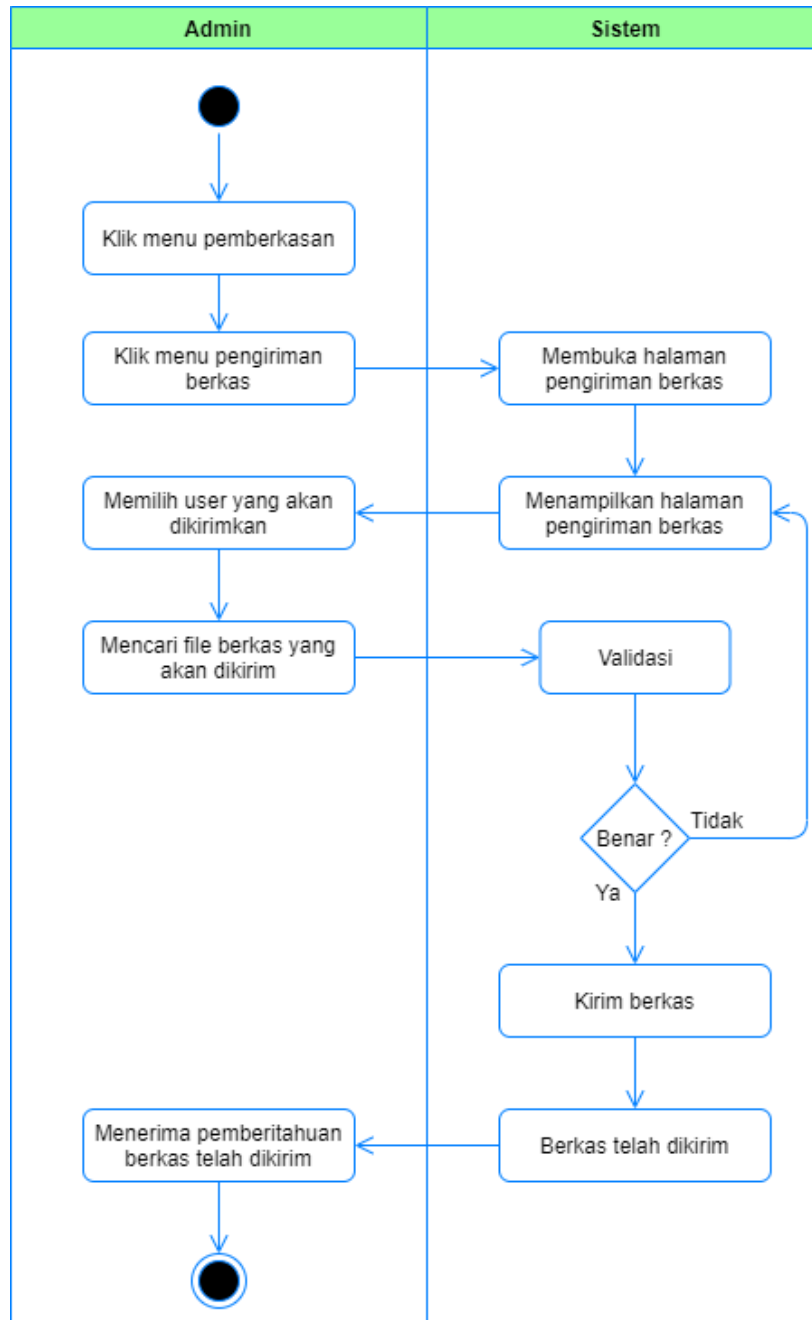 Admin
Sistem
Klik menu pemberkasan
Klik menu pengiriman
berkas
Membuka halaman
pengiriman berkas
Memilih user yang akan
dikirimkan
Menampilkan halaman
pengiriman berkas
Mencari file berkas yang
akan dikirim
Validasi
Benar ?
Tidak
Ya
Kirim berkas
Menerima pemberitahuan
berkas telah dikirim
Berkas telah dikirim